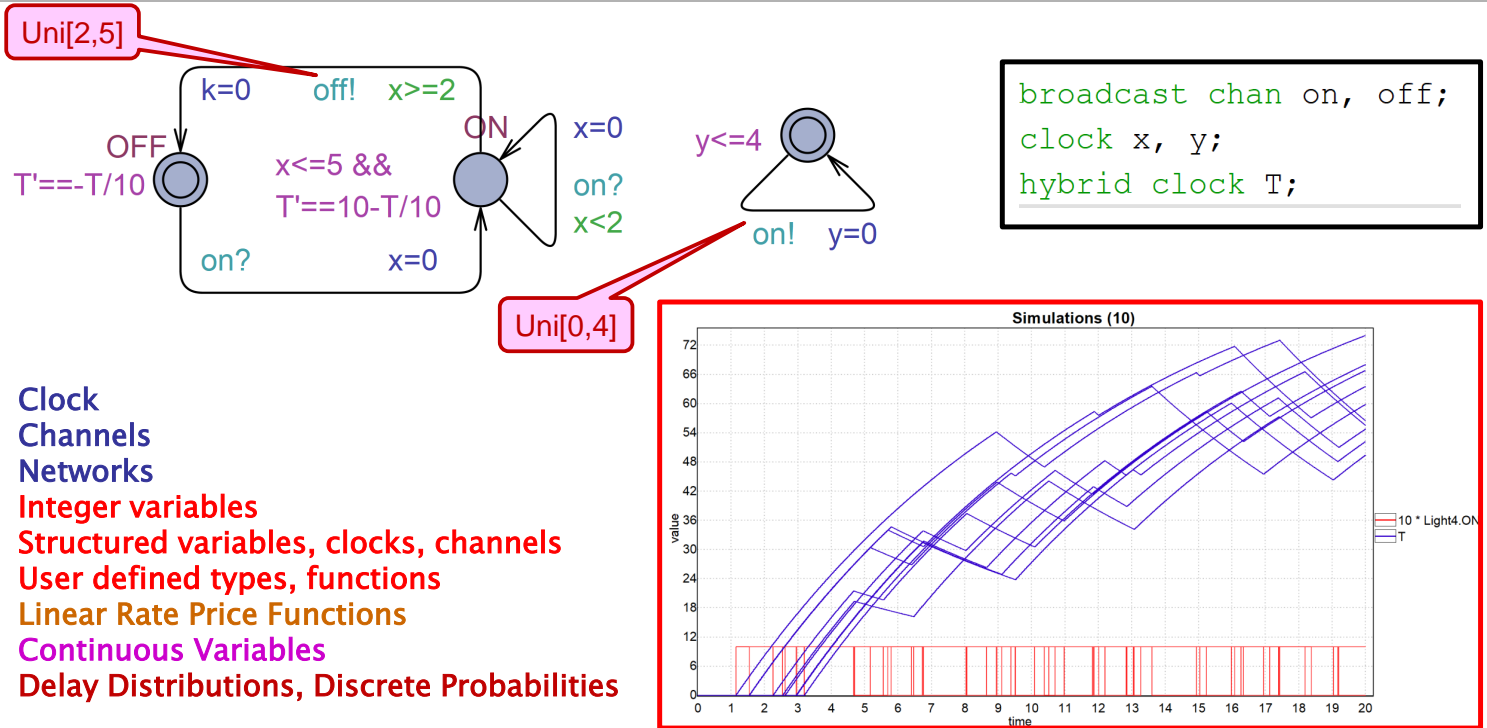 Uni[2,5]
k=0 off! x>=2
OFF
T'==-T/10
ON
x<=5 &&
T'==10-T/10
x=0
on?
x<2
on? x=0
y<=4
on! y=0
Uni[0,4]
broadcast chan on, off;
clock x, y;
hybrid clock T;
Clock
Channels
Networks
Integer variables
Structured variables, clocks, channels
User defined types, functions
Linear Rate Price Functions
Continuous Variables
Delay Distributions, Discrete Probabilities
Simulations (10)
value
72
66
60
54
48
42
36
30
24
18
12
6
0
0 1 2 3 4 5 6 7 8 9 10 11 12 13 14 15 16 17 18 19 20
time
10 * Light4.ON
T